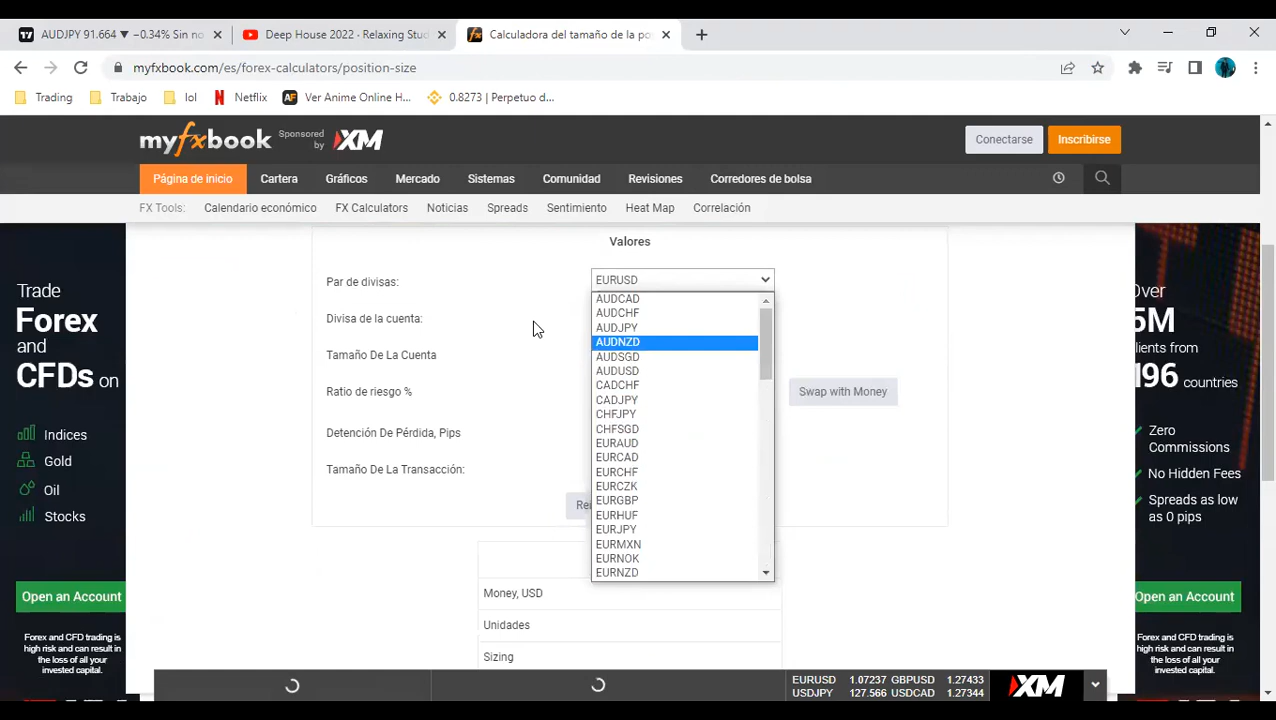 AUDJPY 91.664 ▼ −0.34% Sin no
Deep House 2022 - Relaxing Stud
Calculadora del tamaño de la po
myfxbook.com/es/forex-calculators/position-size
Trading
Trabajo
lol
Netflix
Ver Anime Online H...
0.8273 | Perpetuo d...
myfxbook
Sponsored by
XM
Conectarse
Inscribirse
Página de inicio
Cartera
Gráficos
Mercado
Sistemas
Comunidad
Revisiones
Corredores de bolsa
FX Tools:
Calendario económico
FX Calculators
Noticias
Spreads
Sentimiento
Heat Map
Correlación
Trade
Forex
and
CFDs on
Indices
Gold
Oil
Stocks
Open an Account
Forex and CFD trading is
high risk and can result in
the loss of all your
invested capital.
Valores
Par de divisas:
EURUSD
Divisa de la cuenta:
Tamaño De La Cuenta
Ratio de riesgo %
Swap with Money
Detención De Pérdida, Pips
Tamaño De La Transacción:
Rei
AUDCAD
AUDCHF
AUDJPY
AUDNZD
AUDSGD
AUDUSD
CADCHF
CADJPY
CHFJPY
CHFSGD
EURAUD
EURCAD
EURCHF
EURCZK
EURGBP
EURHUF
EURJPY
EURMXN
EURNOK
EURNZD
Money, USD
Unidades
Sizing
Over
5M
clients from
196 countries
Zero
Commissions
No Hidden Fees
Spreads as low
as 0 pips
Open an Account
Forex and CFD trading is
high risk and can result in
the loss of all your
invested capital.
EURUSD 1.07237 GBPUSD 1.27433
USDJPY 127.566 USDCAD 1.27344
XM